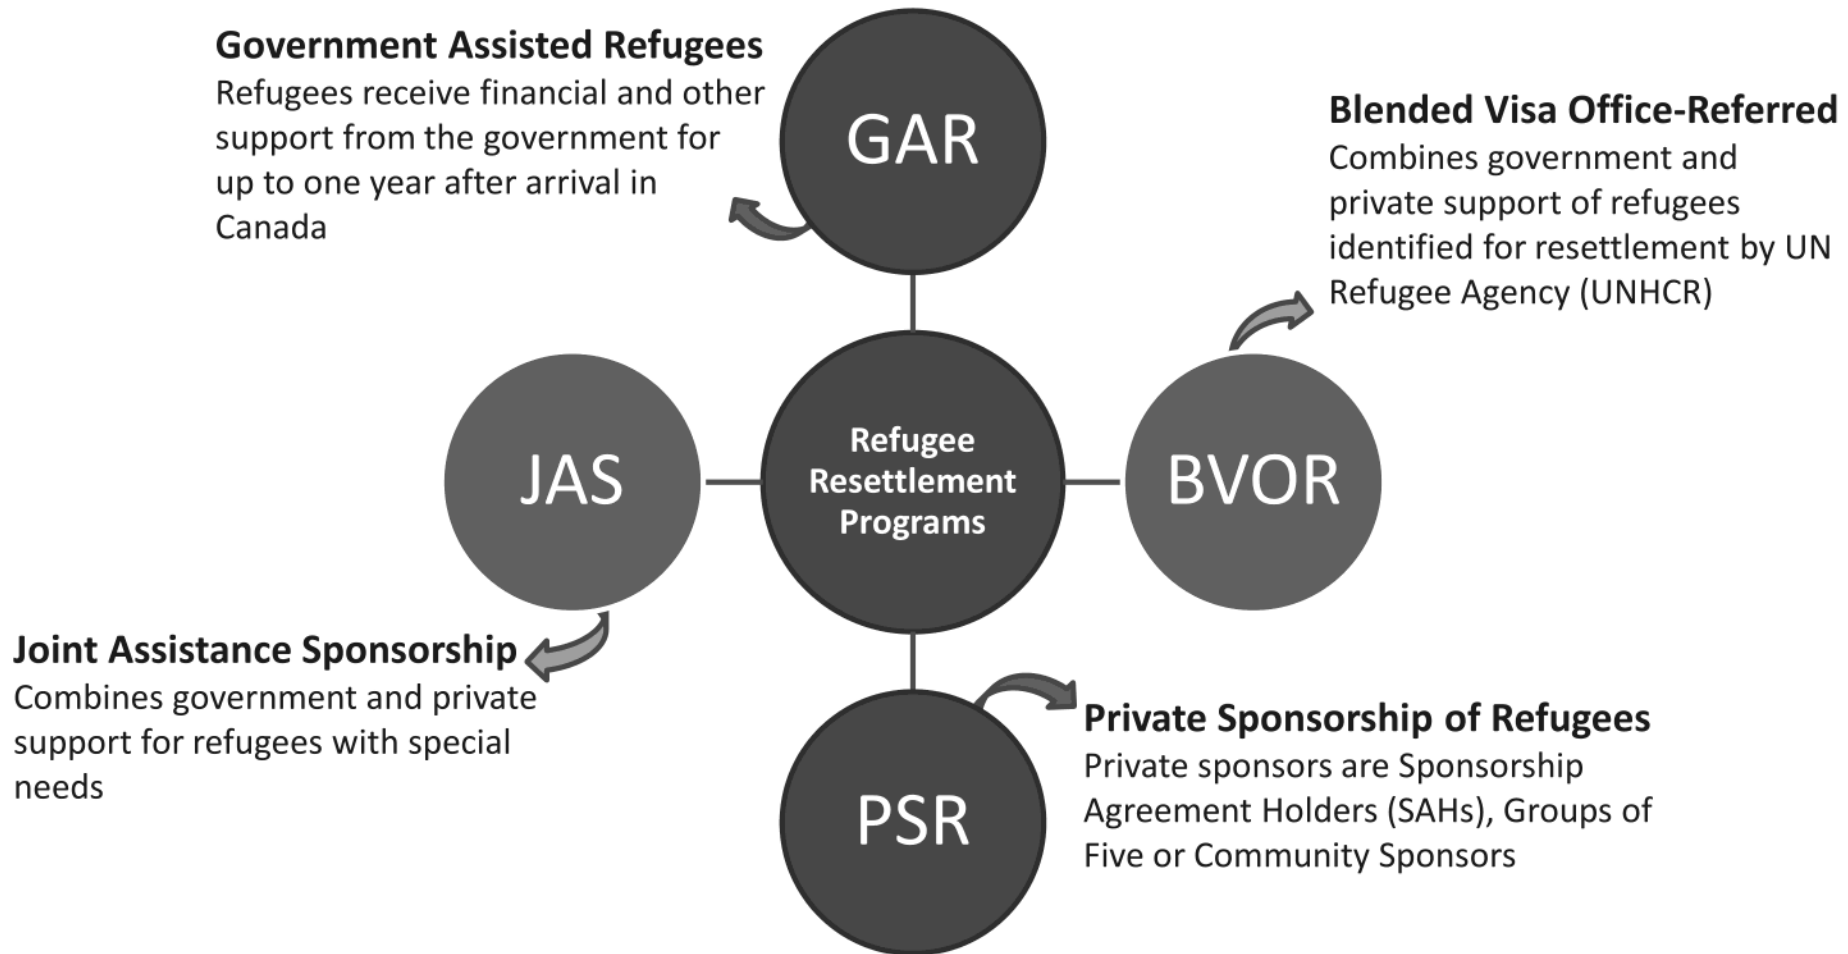 Government Assisted Refugees
Refugees receive financial and other
support from the government for
up to one year after arrival in
Canada
GAR
Blended Visa Office-Referred
Combines government and
private support of refugees
identified for resettlement by UN
Refugee Agency (UNHCR)
JAS
Refugee
Resettlement
Programs
BVOR
Joint Assistance Sponsorship
Combines government and private
support for refugees with special
needs
PSR
Private Sponsorship of Refugees
Private sponsors are Sponsorship
Agreement Holders (SAHs), Groups of
Five or Community Sponsors